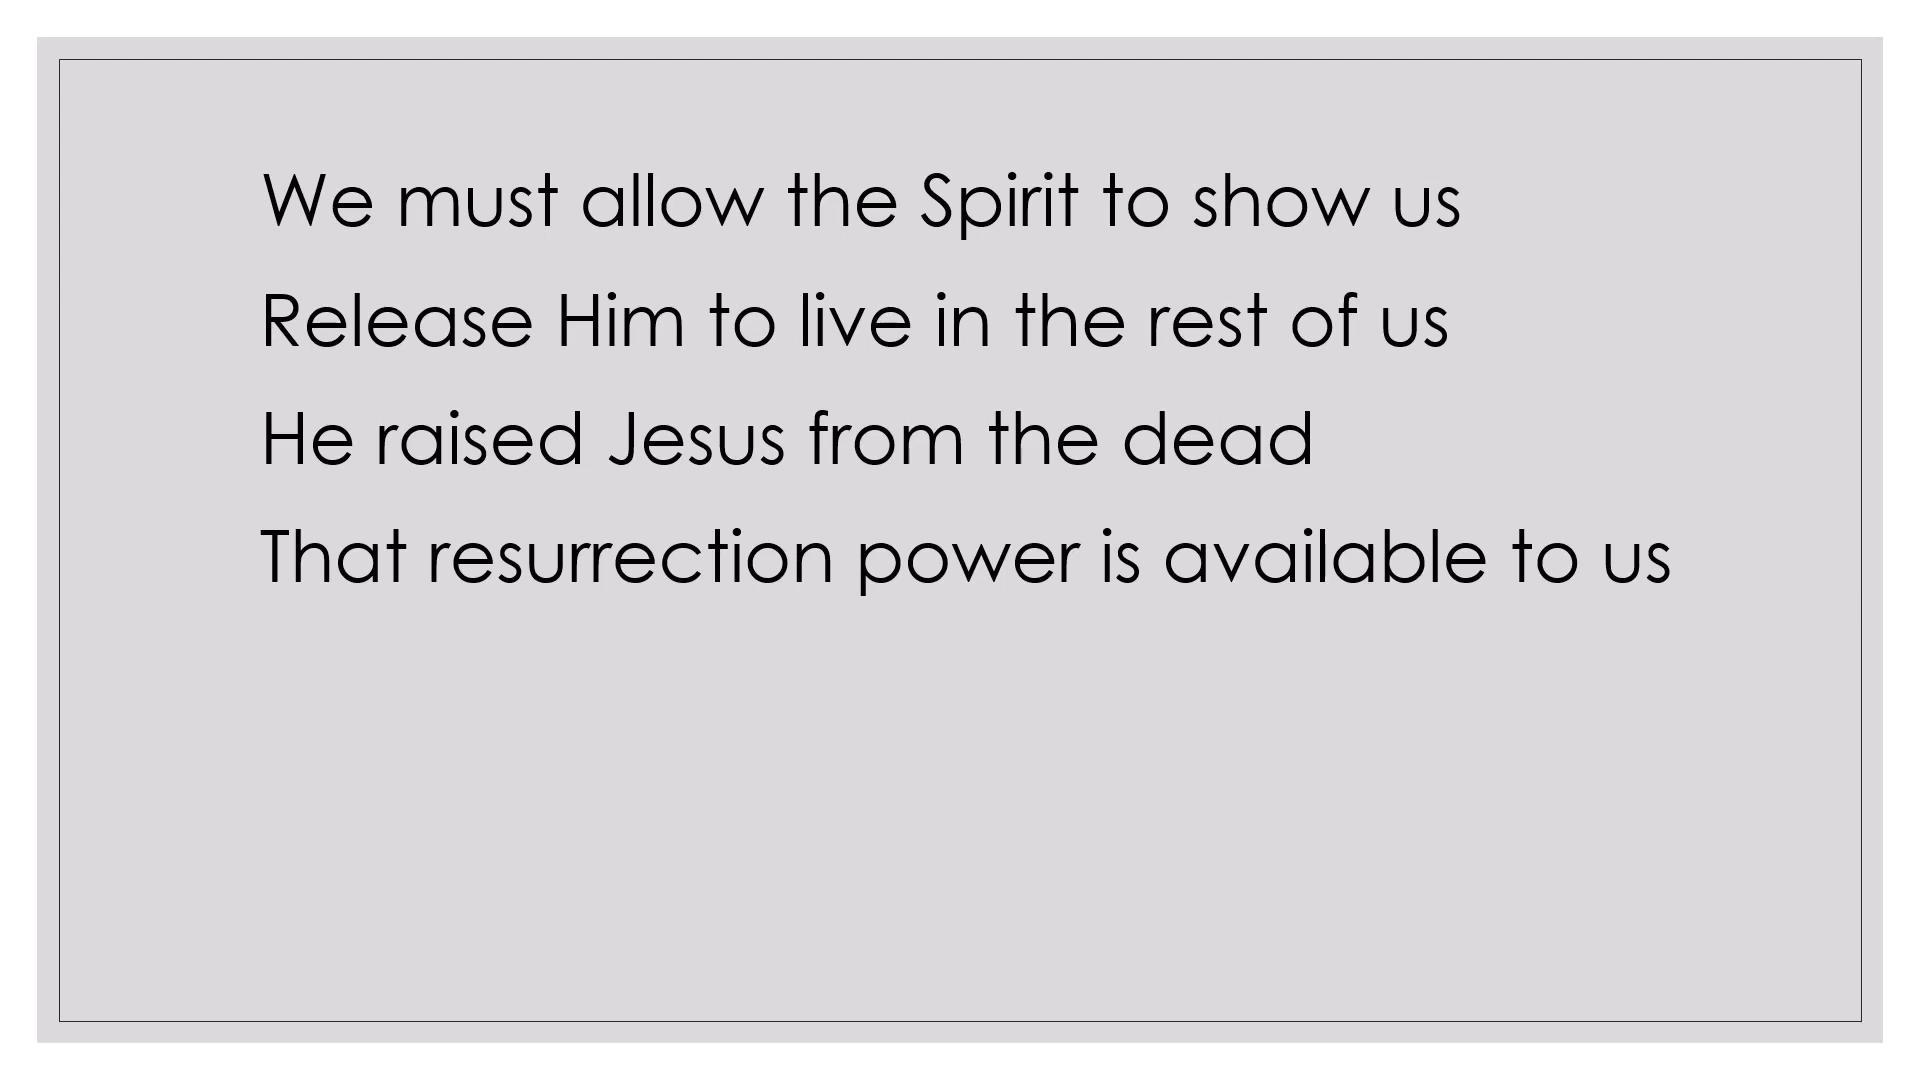 We must allow the Spirit to show us
Release Him to live in the rest of us
He raised Jesus from the dead
That resurrection power is available to us